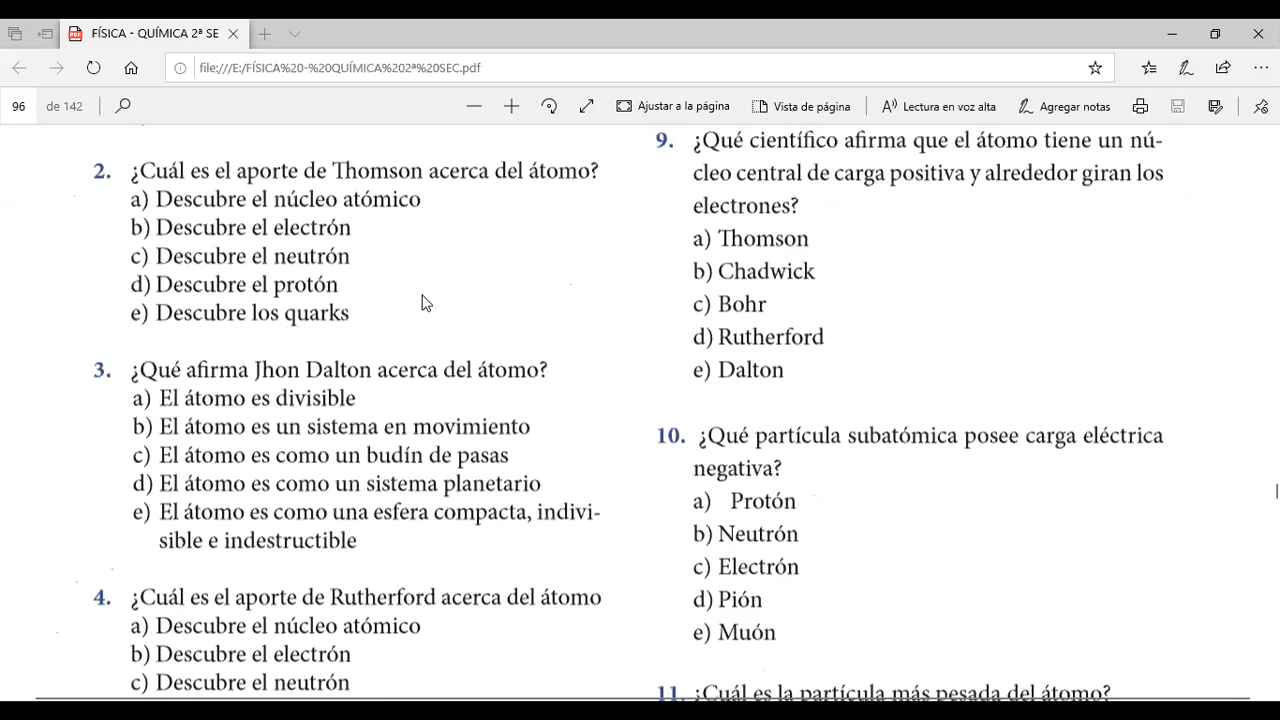 FÍSICA - QUÍMICA 2ª SE
file:///E:/FÍSICA%20-%20QUÍMICA%202ª%20SEC.pdf
96 de 142
Ajustar a la página
Vista de página
Lectura en voz alta
Agregar notas
2. ¿Cuál es el aporte de Thomson acerca del átomo?
a) Descubre el núcleo atómico
b) Descubre el electrón
c) Descubre el neutrón
d) Descubre el protón
e) Descubre los quarks
3. ¿Qué afirma Jhon Dalton acerca del átomo?
a) El átomo es divisible
b) El átomo es un sistema en movimiento
c) El átomo es como un budín de pasas
d) El átomo es como un sistema planetario
e) El átomo es como una esfera compacta, indivi-
sible e indestructible
4. ¿Cuál es el aporte de Rutherford acerca del átomo
a) Descubre el núcleo atómico
b) Descubre el electrón
c) Descubre el neutrón
9. ¿Qué científico afirma que el átomo tiene un nú-
cleo central de carga positiva y alrededor giran los
electrones?
a) Thomson
b) Chadwick
c) Bohr
d) Rutherford
e) Dalton
10. ¿Qué partícula subatómica posee carga eléctrica
negativa?
a) Protón
b) Neutrón
c) Electrón
d) Pión
e) Muón
11. ¿Cuál es la partícula más pesada del átomo?